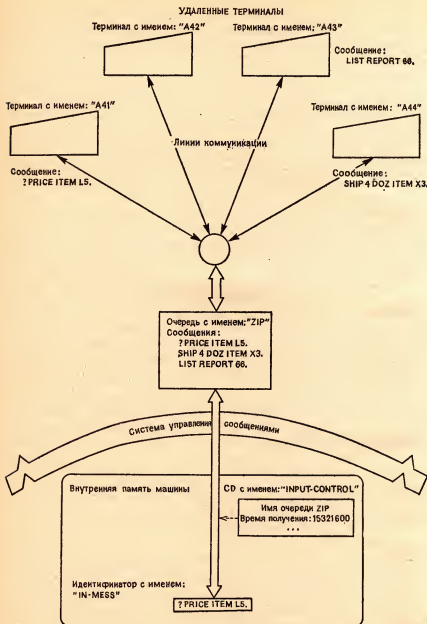 УДАЛЕННЫЕ ТЕРМИНАЛЫ
Терминал с именем: "A42"
Терминал с именем: "A43"
Сообщение:
LIST REPORT 66.
Терминал с именем: "A41"
Терминал с именем: "A44"
Линии коммуникации
Сообщение:
? PRICE ITEM L5.
Сообщение:
SHIP 4 DOZ ITEM X3.
Очередь с именем: "ZIP"
Сообщения:
? PRICE ITEM L5.
SHIP 4 DOZ ITEM X3.
LIST REPORT 66.
Система управления сообщениями
Внутренняя память машины
CD с именем: "INPUT-CONTROL"
Имя очереди ZIP
Время получения: 15321600
...
Идентификатор с именем:
"IN-MESS"
? PRICE ITEM L5.